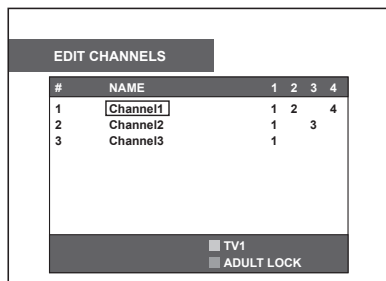 EDIT CHANNELS
# NAME 1 2 3 4
1 Channel1 1 2 4
2 Channel2 1 3
3 Channel3 1
TV1
ADULT LOCK